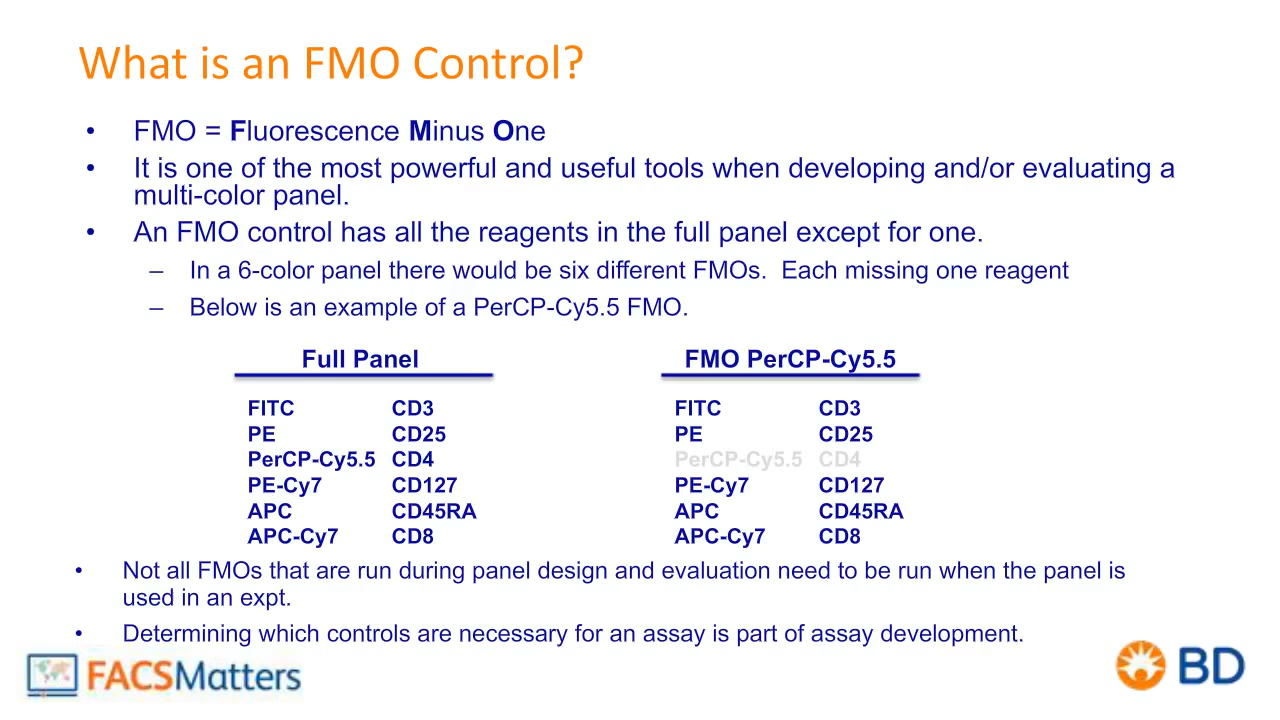 What is an FMO Control?
• FMO = Fluorescence Minus One
• It is one of the most powerful and useful tools when developing and/or evaluating a
multi-color panel.
• An FMO control has all the reagents in the full panel except for one.
– In a 6-color panel there would be six different FMOs.  Each missing one reagent
– Below is an example of a PerCP-Cy5.5 FMO.
Full Panel
FITC CD3
PE CD25
PerCP-Cy5.5 CD4
PE-Cy7 CD127
APC CD45RA
APC-Cy7 CD8
FMO PerCP-Cy5.5
FITC CD3
PE CD25
PerCP-Cy5.5 CD4
PE-Cy7 CD127
APC CD45RA
APC-Cy7 CD8
• Not all FMOs that are run during panel design and evaluation need to be run when the panel is
used in an expt.
• Determining which controls are necessary for an assay is part of assay development.
FACSMatters
BD